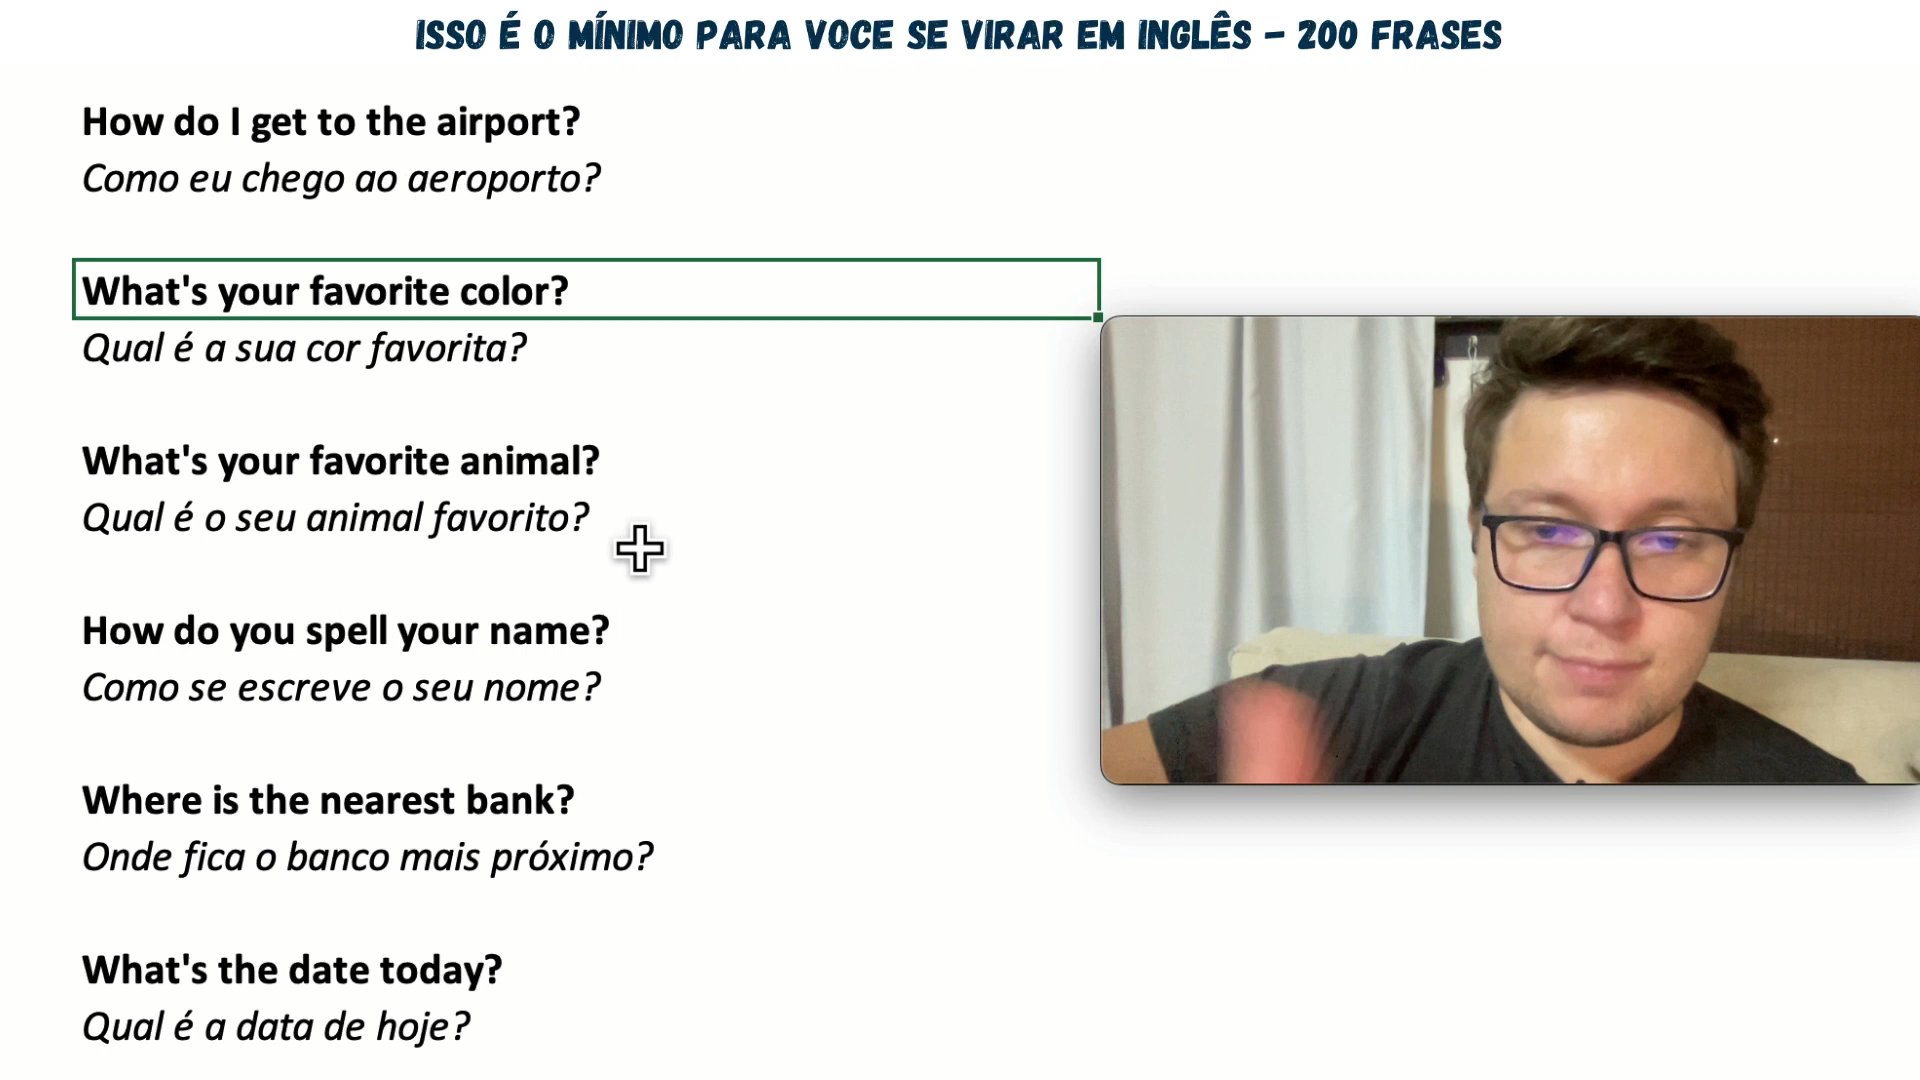 ISSO É O MÍNIMO PARA VOCE SE VIRAR EM INGLÊS – 200 FRASES
How do I get to the airport?
Como eu chego ao aeroporto?
What's your favorite color?
Qual é a sua cor favorita?
What's your favorite animal?
Qual é o seu animal favorito?
How do you spell your name?
Como se escreve o seu nome?
Where is the nearest bank?
Onde fica o banco mais próximo?
What's the date today?
Qual é a data de hoje?